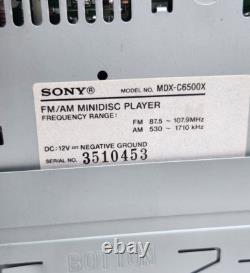 SONY® MODEL NO. MDX-C6500X
FM/AM MINIDISC PLAYER
FREQUENCY RANGE:
FM 87.5 ~ 107.9MHz
AM 530 ~ 1710 kHz
DC: 12V ⎓ NEGATIVE GROUND
SERIAL NO. 3510453
BOTTOM